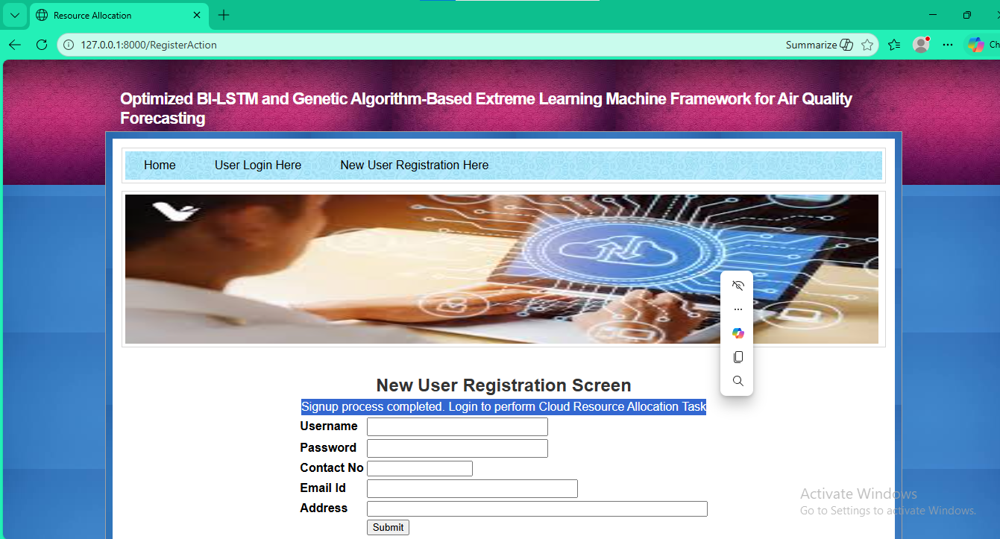 Resource Allocation
127.0.0.1:8000/RegisterAction
Summarize
Optimized BI-LSTM and Genetic Algorithm-Based Extreme Learning Machine Framework for Air Quality
Forecasting
Home User Login Here New User Registration Here
New User Registration Screen
Signup process completed. Login to perform Cloud Resource Allocation Task
Username
Password
Contact No
Email Id
Address
Submit
Activate Windows
Go to Settings to activate Windows.